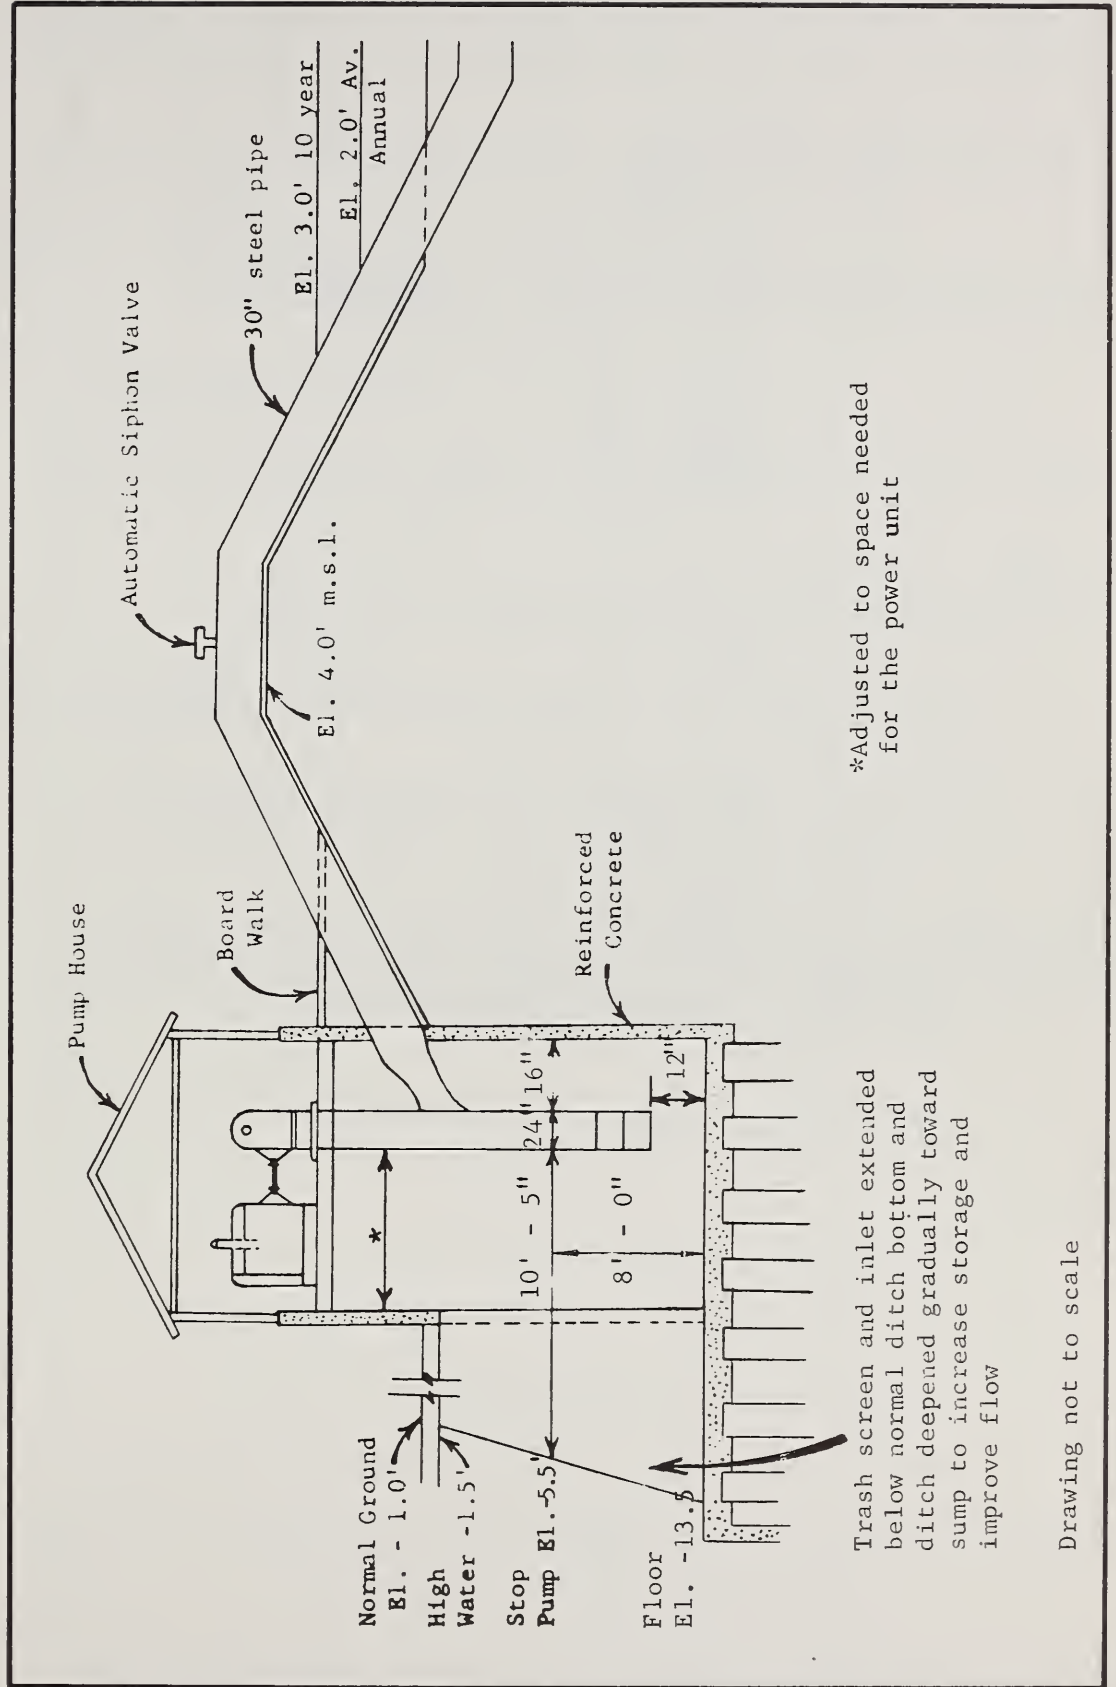 Pump House
Automatic Siphon Valve
30" steel pipe
El. 3.0' 10 year
El. 2.0' Av.
Annual
Board
Walk
El. 4.0' m.s.l.
*
Normal Ground
El. - 1.0'
High
Water -1.5'
Stop
Pump El.-5.5'
10' - 5"
24"
16"
8' - 0"
12"
Reinforced
Concrete
Floor
El. -13.5
Trash screen and inlet extended
below normal ditch bottom and
ditch deepened gradually toward
sump to increase storage and
improve flow
*Adjusted to space needed
for the power unit
Drawing not to scale